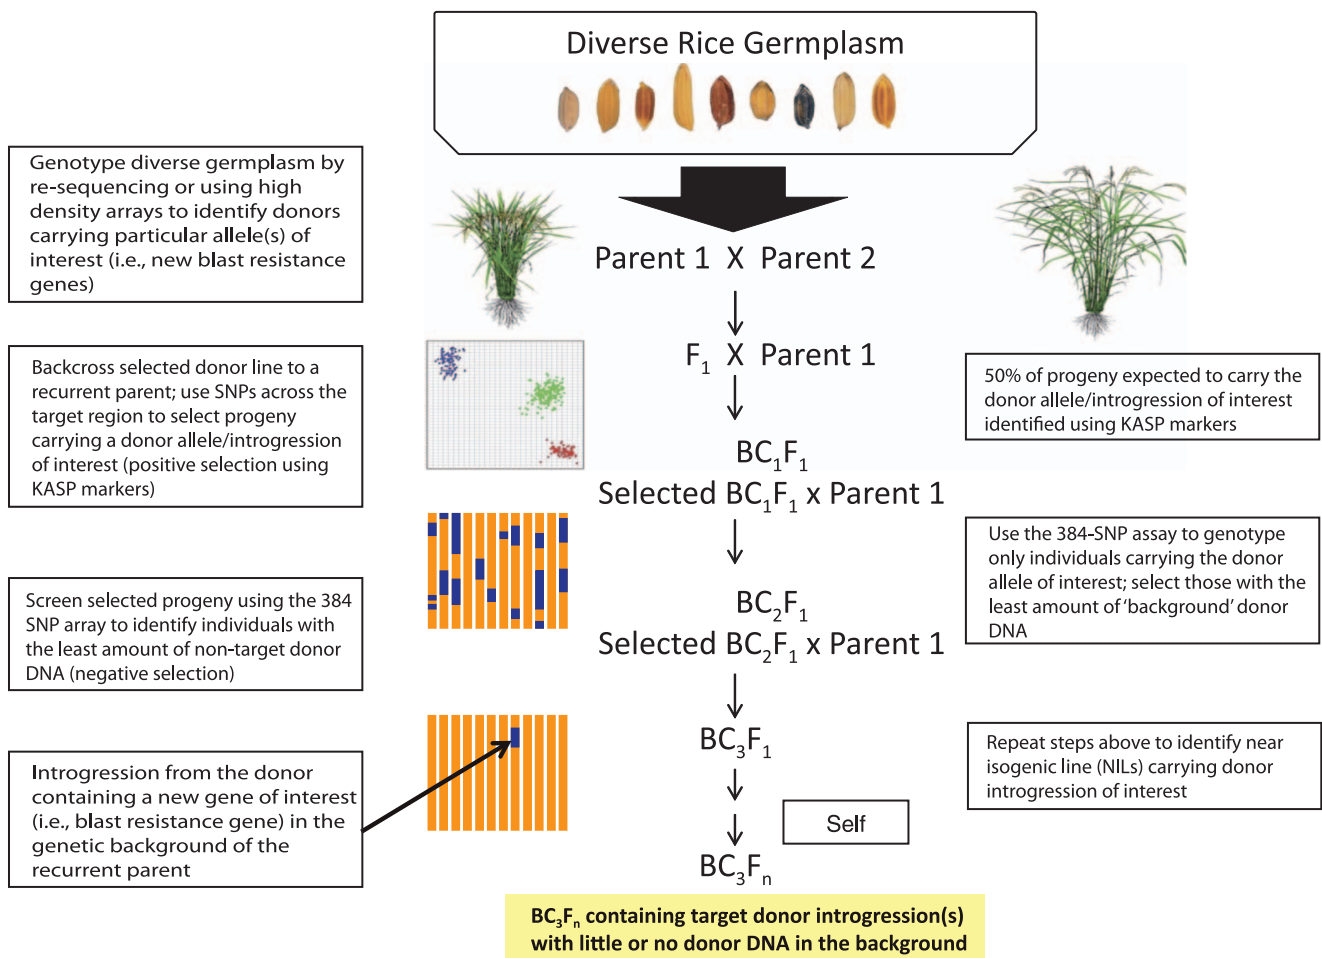 Diverse Rice Germplasm
Genotype diverse germplasm by
re-sequencing or using high
density arrays to identify donors
carrying particular allele(s) of
interest (i.e., new blast resistance
genes)
Parent 1 X Parent 2
F₁ X Parent 1
Backcross selected donor line to a
recurrent parent; use SNPs across the
target region to select progeny
carrying a donor allele/introgression
of interest (positive selection using
KASP markers)
50% of progeny expected to carry the
donor allele/introgression of interest
identified using KASP markers
BC₁F₁
Selected BC₁F₁ x Parent 1
Use the 384-SNP assay to genotype
only individuals carrying the donor
allele of interest; select those with the
least amount of ‘background’ donor
DNA
Screen selected progeny using the 384
SNP array to identify individuals with
the least amount of non-target donor
DNA (negative selection)
BC₂F₁
Selected BC₂F₁ x Parent 1
BC₃F₁
Repeat steps above to identify near
isogenic line (NILs) carrying donor
introgression of interest
Introgression from the donor
containing a new gene of interest
(i.e., blast resistance gene) in the
genetic background of the
recurrent parent
Self
BC₃Fₙ
BC₃Fₙ containing target donor introgression(s)
with little or no donor DNA in the background